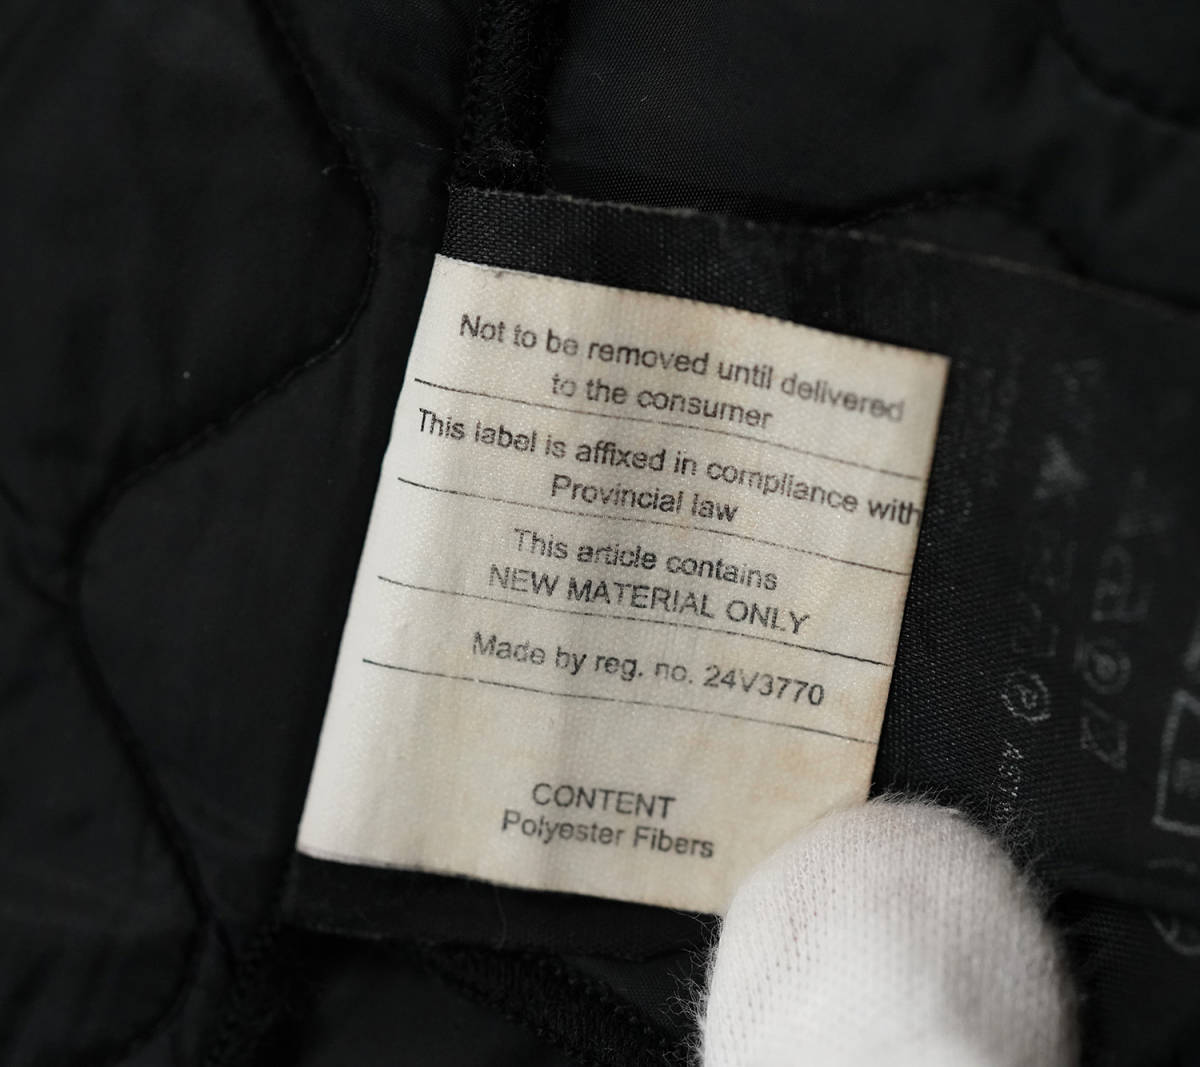 Not to be removed until delivered
to the consumer
This label is affixed in compliance with
Provincial law
This article contains
NEW MATERIAL ONLY
Made by reg. no. 24V3770
CONTENT
Polyester Fibers